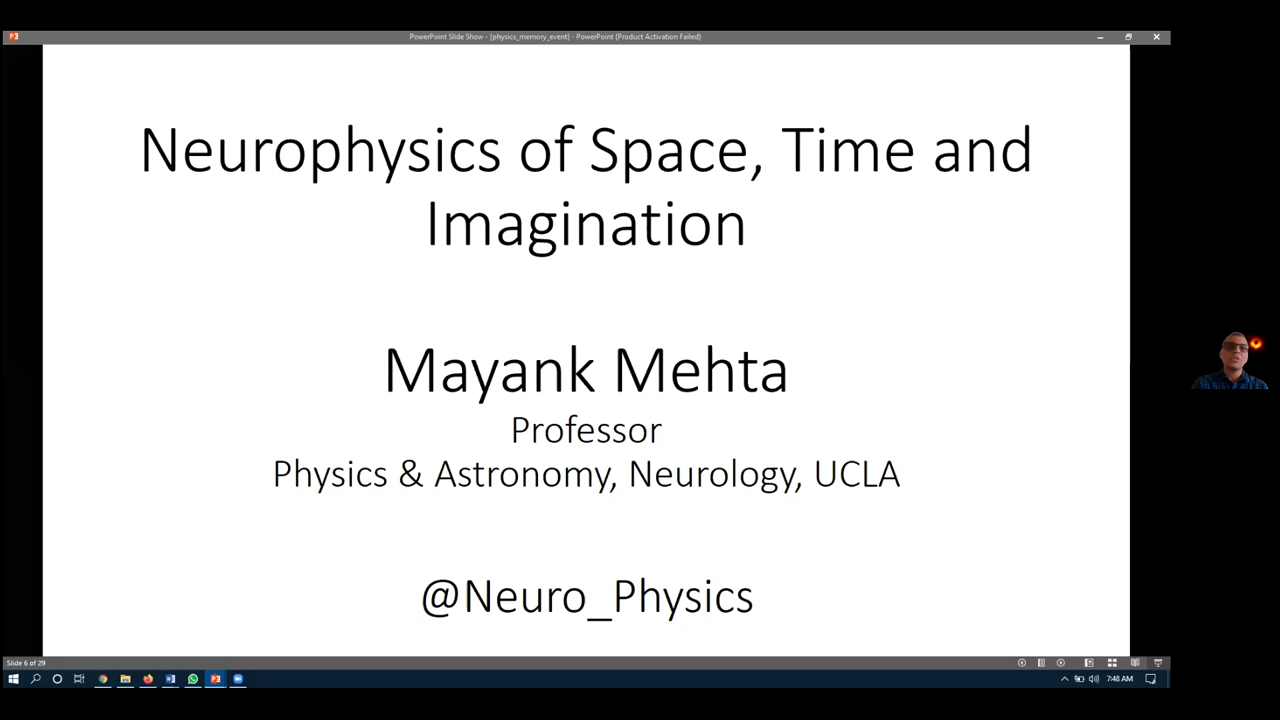 PowerPoint Slide Show - [physics_memory_event] - PowerPoint (Product Activation Failed)
Neurophysics of Space, Time and
Imagination
Mayank Mehta
Professor
Physics & Astronomy, Neurology, UCLA
@Neuro_Physics
Slide 6 of 29
7:48 AM